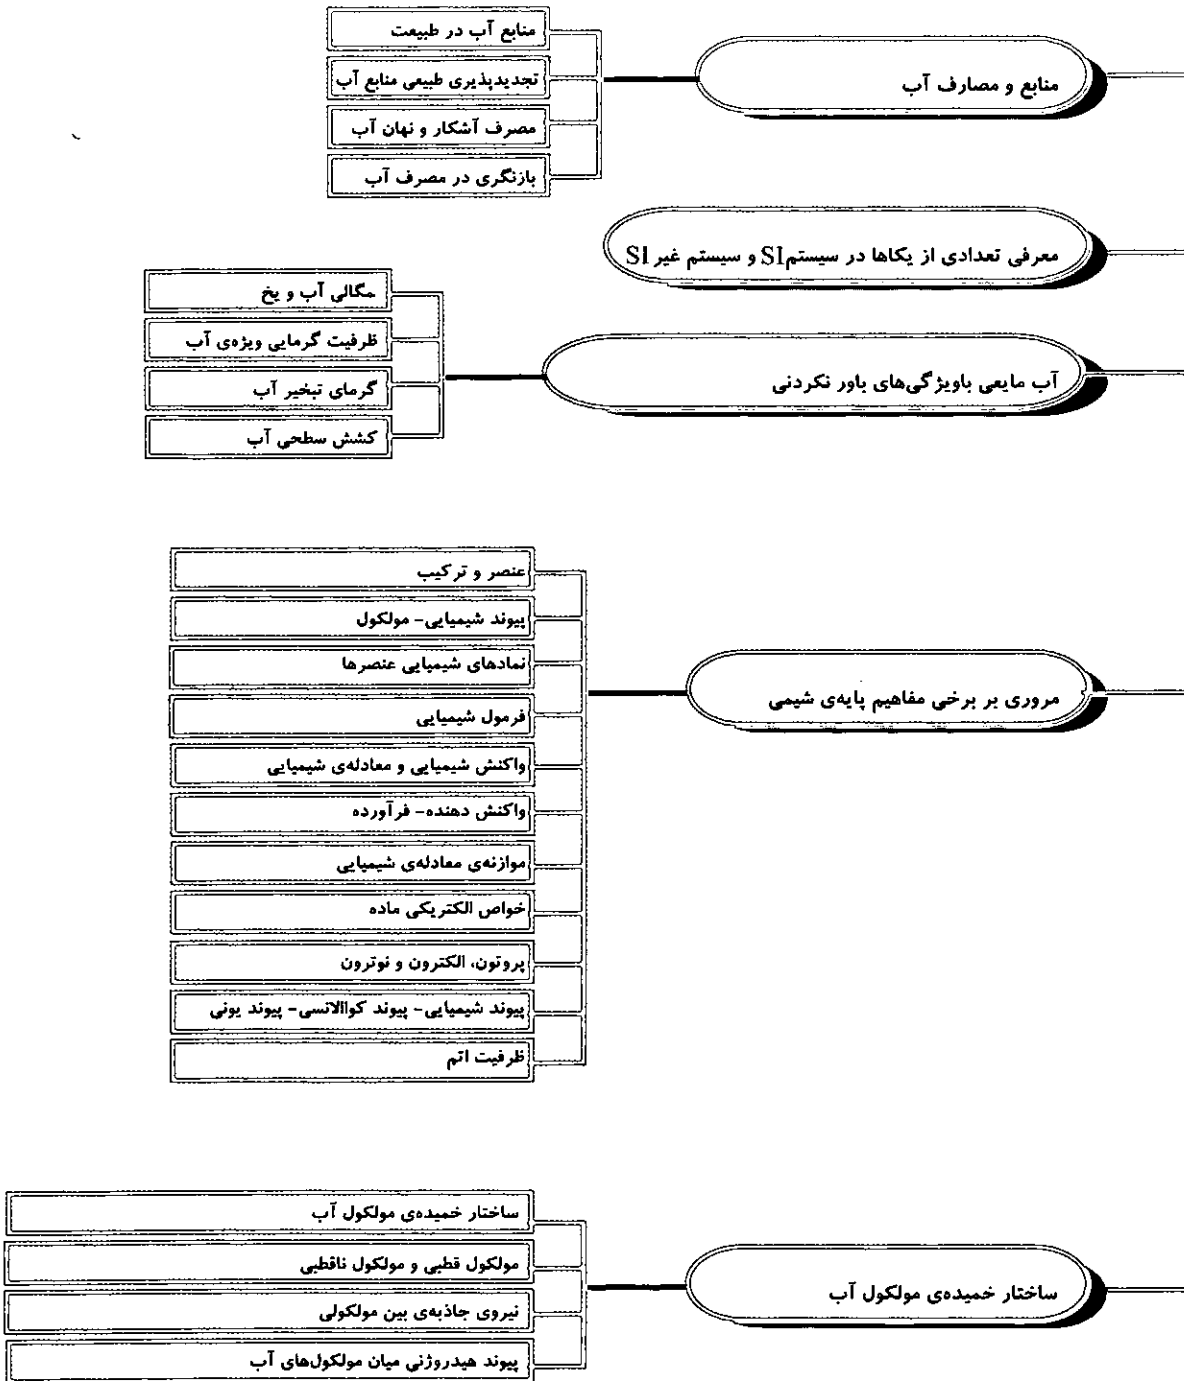 منابع و مصارف آب
منابع آب در طبیعت
تجدیدپذیری طبیعی منابع آب
مصرف آشکار و نهان آب
بازنگری در مصرف آب
معرفی تعدادی از یکاها در سیستم SI و سیستم غیر SI
آب مایعی باویژگی‌های باور نکردنی
چگالی آب و یخ
ظرفیت گرمایی ویژه‌ی آب
گرمای تبخیر آب
کشش سطحی آب
مروری بر برخی مفاهیم پایه‌ی شیمی
عنصر و ترکیب
پیوند شیمیایی- مولکول
نمادهای شیمیایی عنصرها
فرمول شیمیایی
واکنش شیمیایی و معادله‌ی شیمیایی
واکنش دهنده- فرآورده
موازنه‌ی معادله‌ی شیمیایی
خواص الکتریکی ماده
پروتون، الکترون و نوترون
پیوند شیمیایی- پیوند کواالانسی- پیوند یونی
ظرفیت اتم
ساختار خمیده‌ی مولکول آب
ساختار خمیده‌ی مولکول آب
مولکول قطبی و مولکول ناقطبی
نیروی جاذبه‌ی بین مولکولی
پیوند هیدروژنی میان مولکول‌های آب